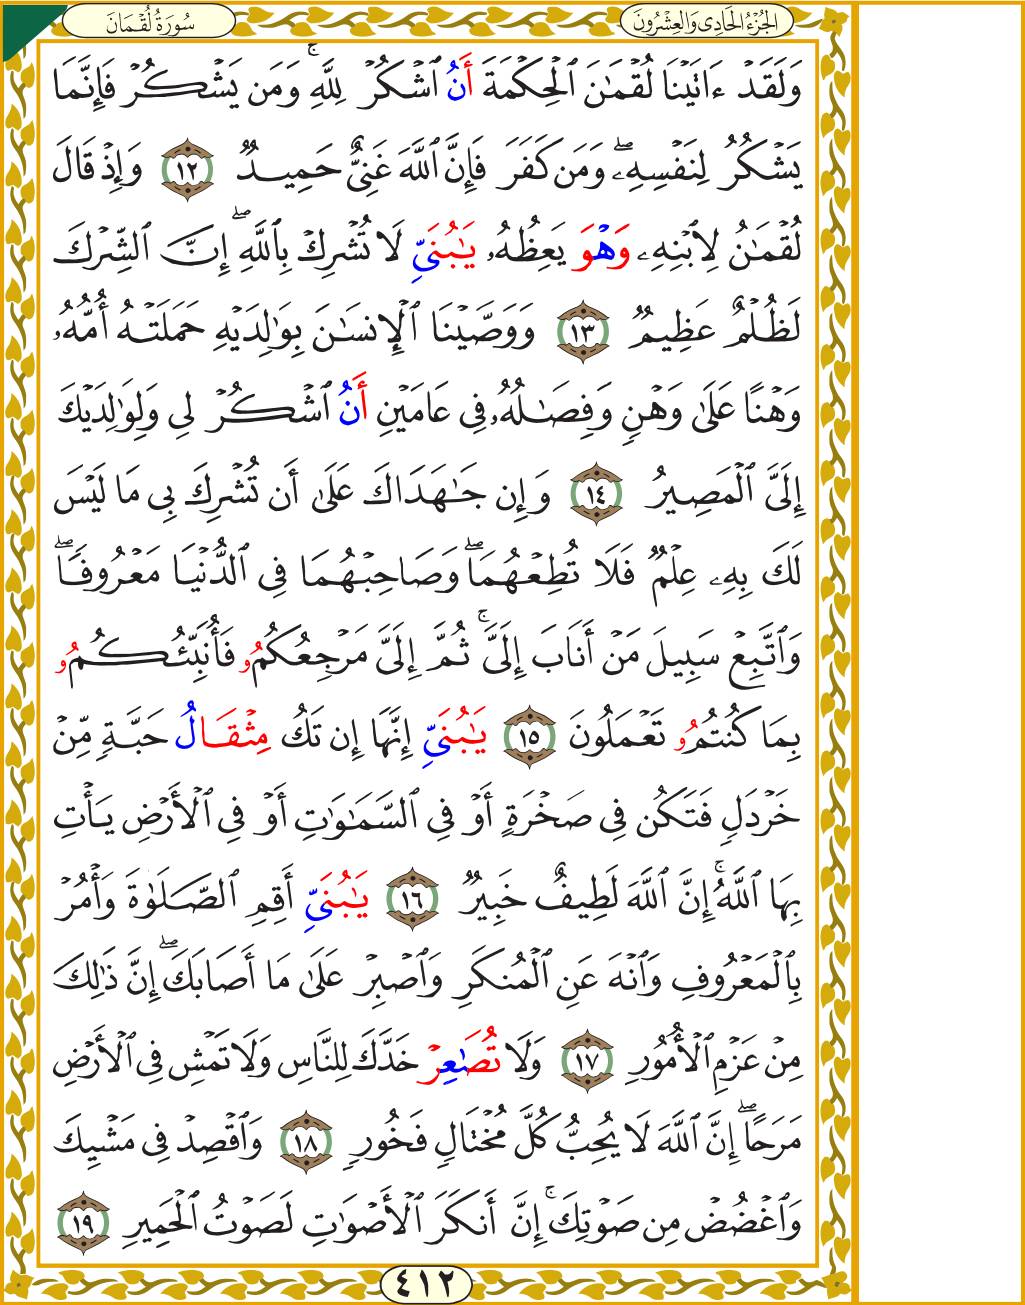 سُورَةُ لُقْمَانَ
الجُزْءُ الحَادِي وَالعِشْرُونَ
وَلَقَدۡ ءَاتَيۡنَا لُقۡمَٰنَ ٱلۡحِكۡمَةَ أَنُ ٱشۡكُرۡ لِلَّهِۚ وَمَن يَشۡكُرۡ فَإِنَّمَا
يَشۡكُرُ لِنَفۡسِهِۦۖ وَمَن كَفَرَ فَإِنَّ ٱللَّهَ غَنِيٌّ حَمِيدٌ ١٢ وَإِذۡ قَالَ
لُقۡمَٰنُ لِٱبۡنِهِۦ وَهۡوَ يَعِظُهُۥ يَٰبُنَيِّ لَا تُشۡرِكۡ بِٱللَّهِۖ إِنَّ ٱلشِّرۡكَ
لَظُلۡمٌ عَظِيمٌ ١٣ وَوَصَّيۡنَا ٱلۡإِنسَٰنَ بِوَٰلِدَيۡهِ حَمَلَتۡهُ أُمُّهُۥ
وَهۡنًا عَلَىٰ وَهۡنٖ وَفِصَٰلُهُۥ فِي عَامَيۡنِ أَنُ ٱشۡكُرۡ لِي وَلِوَٰلِدَيۡكَ
إِلَيَّ ٱلۡمَصِيرُ ١٤ وَإِن جَٰهَدَاكَ عَلَىٰ أَن تُشۡرِكَ بِي مَا لَيۡسَ
لَكَ بِهِۦ عِلۡمٌ فَلَا تُطِعۡهُمَاۖ وَصَاحِبۡهُمَا فِي ٱلدُّنۡيَا مَعۡرُوفٗاۖ
وَٱتَّبِعۡ سَبِيلَ مَنۡ أَنَابَ إِلَيَّۚ ثُمَّ إِلَيَّ مَرۡجِعُكُمُۥ فَأُنَبِّئُكُمُۥ
بِمَا كُنتُمُۥ تَعۡمَلُونَ ١٥ يَٰبُنَيِّ إِنَّهَا إِن تَكُ مِثۡقَالُ حَبَّةٖ مِّنۡ
خَرۡدَلٖ فَتَكُن فِي صَخۡرَةٍ أَوۡ فِي ٱلسَّمَٰوَٰتِ أَوۡ فِي ٱلۡأَرۡضِ يَأۡتِ
بِهَا ٱللَّهُۚ إِنَّ ٱللَّهَ لَطِيفٌ خَبِيرٌ ١٦ يَٰبُنَيِّ أَقِمِ ٱلصَّلَوٰةَ وَأۡمُرۡ
بِٱلۡمَعۡرُوفِ وَٱنۡهَ عَنِ ٱلۡمُنكَرِ وَٱصۡبِرۡ عَلَىٰ مَا أَصَابَكَۖ إِنَّ ذَٰلِكَ
مِنۡ عَزۡمِ ٱلۡأُمُورِ ١٧ وَلَا تُصَٰعِرۡ خَدَّكَ لِلنَّاسِ وَلَا تَمۡشِ فِي ٱلۡأَرۡضِ
مَرَحًاۖ إِنَّ ٱللَّهَ لَا يُحِبُّ كُلَّ مُخۡتَالٖ فَخُورٖ ١٨ وَٱقۡصِدۡ فِي مَشۡيِكَ
وَٱغۡضُضۡ مِن صَوۡتِكَۚ إِنَّ أَنكَرَ ٱلۡأَصۡوَٰتِ لَصَوۡتُ ٱلۡحَمِيرِ ١٩
٤١٢